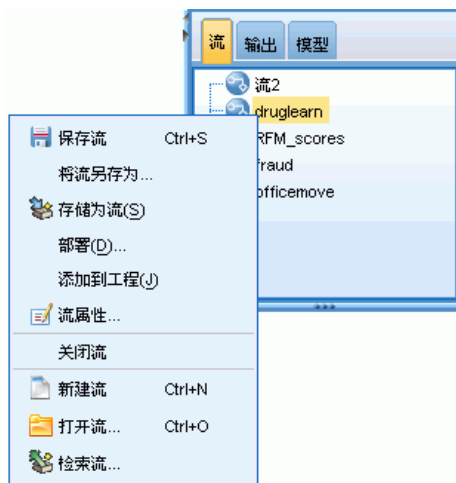 流 输出 模型
流2
druglearn
RFM_scores
fraud
officemove
保存流 Ctrl+S
将流另存为...
存储为流(S)
部署(D)...
添加到工程(J)
流属性...
关闭流
新建流 Ctrl+N
打开流... Ctrl+O
检索流...